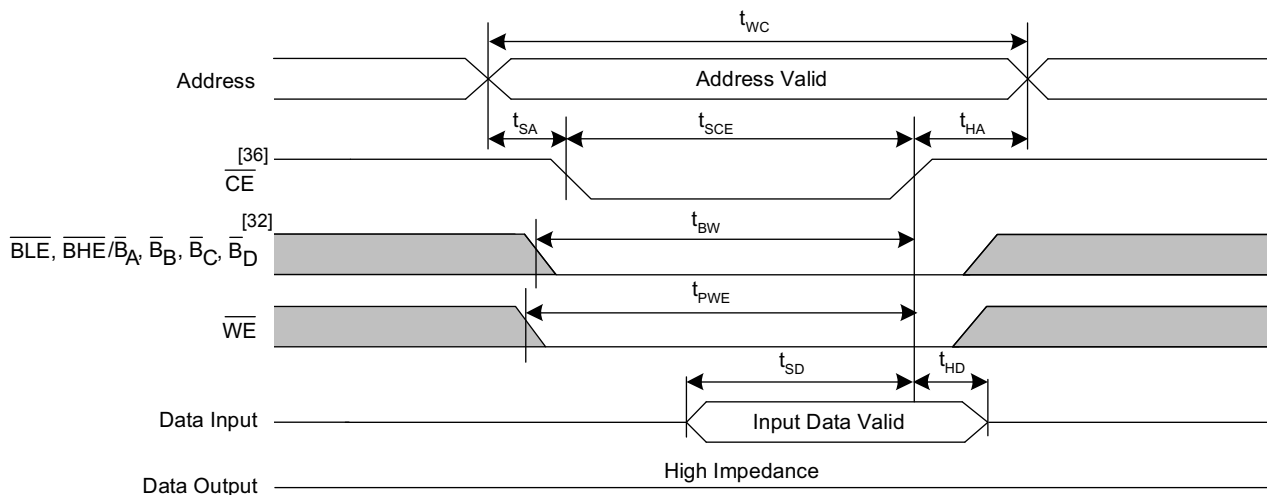 tWC
Address
Address Valid
tSA
tSCE
tHA
[36]
CE
tBW
[32]
BLE, BHE/BA, BB, BC, BD
tPWE
WE
tSD
tHD
Data Input
Input Data Valid
High Impedance
Data Output